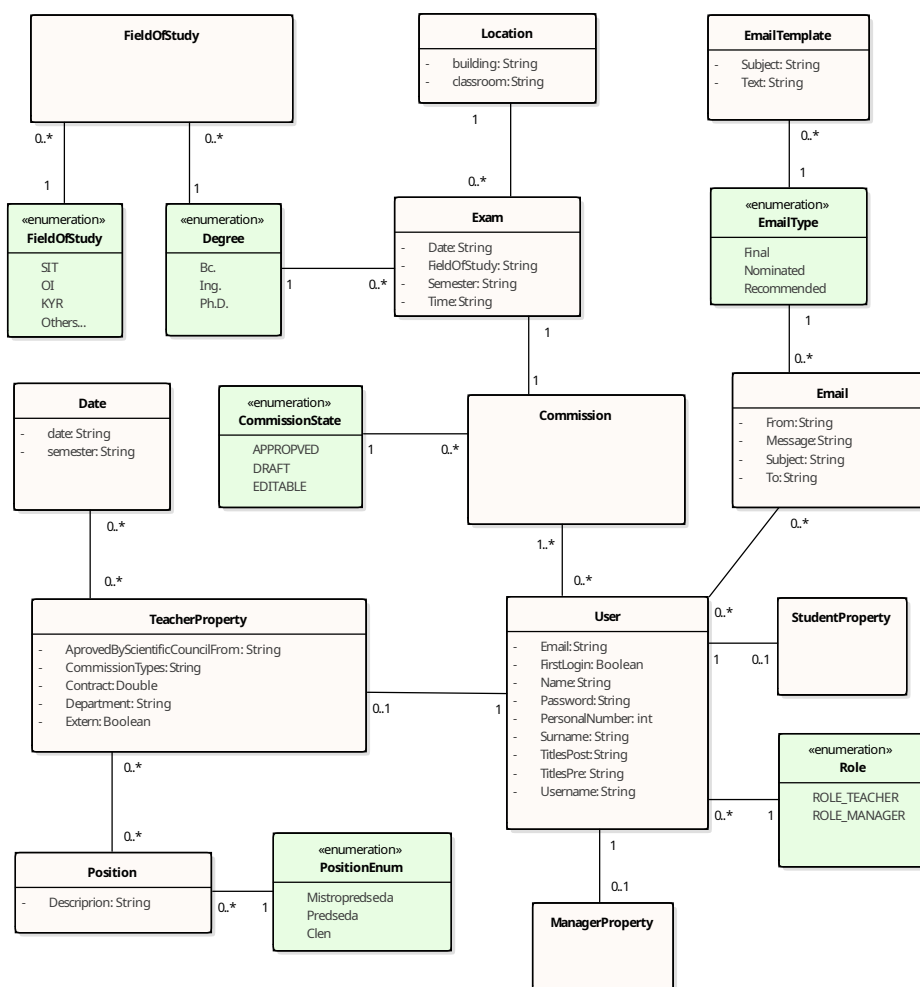 FieldOfStudy
0..*
0..*
1
1
«enumeration»
FieldOfStudy
SIT
OI
KYR
Others...
«enumeration»
Degree
Bc.
Ing.
Ph.D.
1
0..*
Location
- building: String
- classroom: String
1
0..*
Exam
- Date: String
- FieldOfStudy: String
- Semester: String
- Time: String
1
1
EmailTemplate
- Subject: String
- Text: String
0..*
1
«enumeration»
EmailType
Final
Nominated
Recommended
1
0..*
Date
- date: String
- semester: String
0..*
0..*
«enumeration»
CommissionState
APPROPVED
DRAFT
EDITABLE
1
0..*
Commission
1..*
0..*
Email
- From: String
- Message: String
- Subject: String
- To: String
0..*
0..*
TeacherProperty
- AprovedByScientificCouncilFrom: String
- CommissionTypes: String
- Contract: Double
- Department: String
- Extern: Boolean
0..1
1
0..*
0..*
User
- Email: String
- FirstLogin: Boolean
- Name: String
- Password: String
- PersonalNumber: int
- Surname: String
- TitlesPost: String
- TitlesPre: String
- Username: String
1
0..1
StudentProperty
0..*
1
«enumeration»
Role
ROLE_TEACHER
ROLE_MANAGER
1
0..1
Position
- Descriprion: String
0..*
1
«enumeration»
PositionEnum
Mistropredseda
Predseda
Clen
ManagerProperty